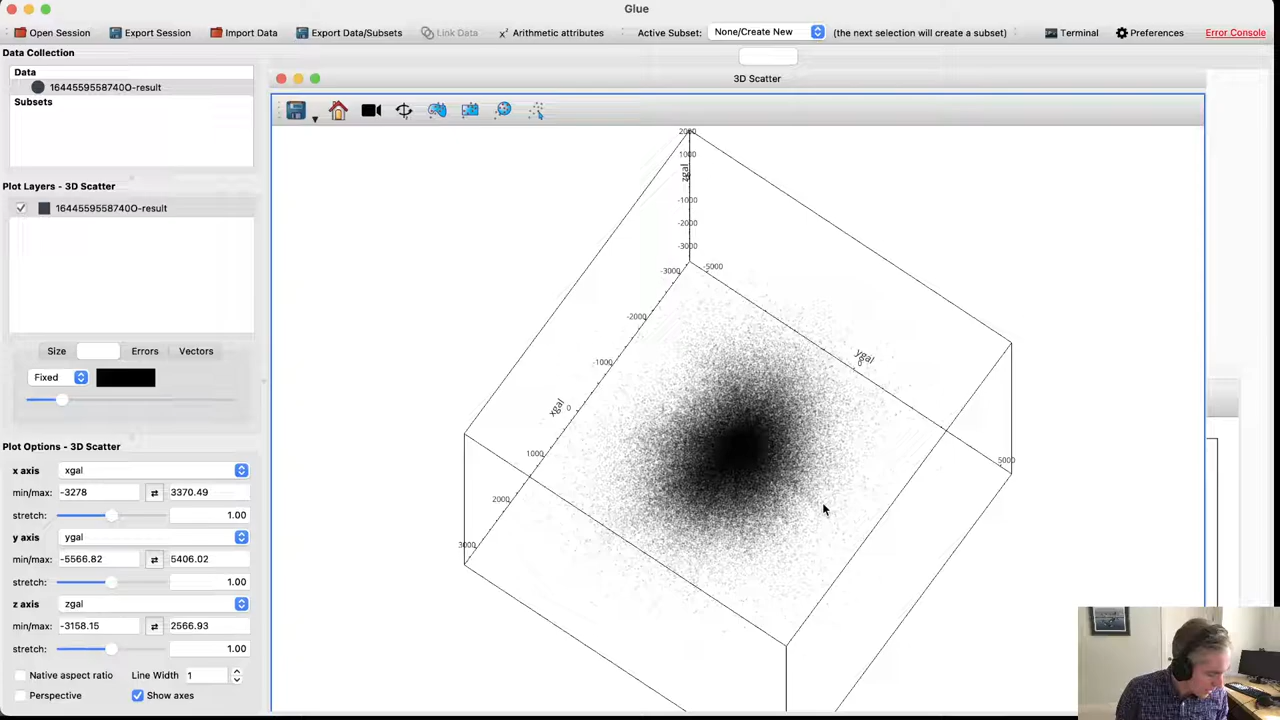 Glue
Open Session
Export Session
Import Data
Export Data/Subsets
Link Data
Arithmetic attributes
Active Subset:
None/Create New
(the next selection will create a subset)
Terminal
Preferences
Error Console
Data Collection
Data
1644559558740O-result
Subsets
Plot Layers - 3D Scatter
1644559558740O-result
Size
Errors
Vectors
Fixed
Plot Options - 3D Scatter
x axis
xgal
min/max:
-3278
3370.49
stretch:
1.00
y axis
ygal
min/max:
-5566.82
5406.02
stretch:
1.00
z axis
zgal
min/max:
-3158.15
2566.93
stretch:
1.00
Native aspect ratio
Line Width
1
Perspective
Show axes
3D Scatter
2000
1000
zgal
-1000
-2000
-3000
-3000
-5000
-2000
-1000
ygal
xgal
0
1000
5000
2000
3000